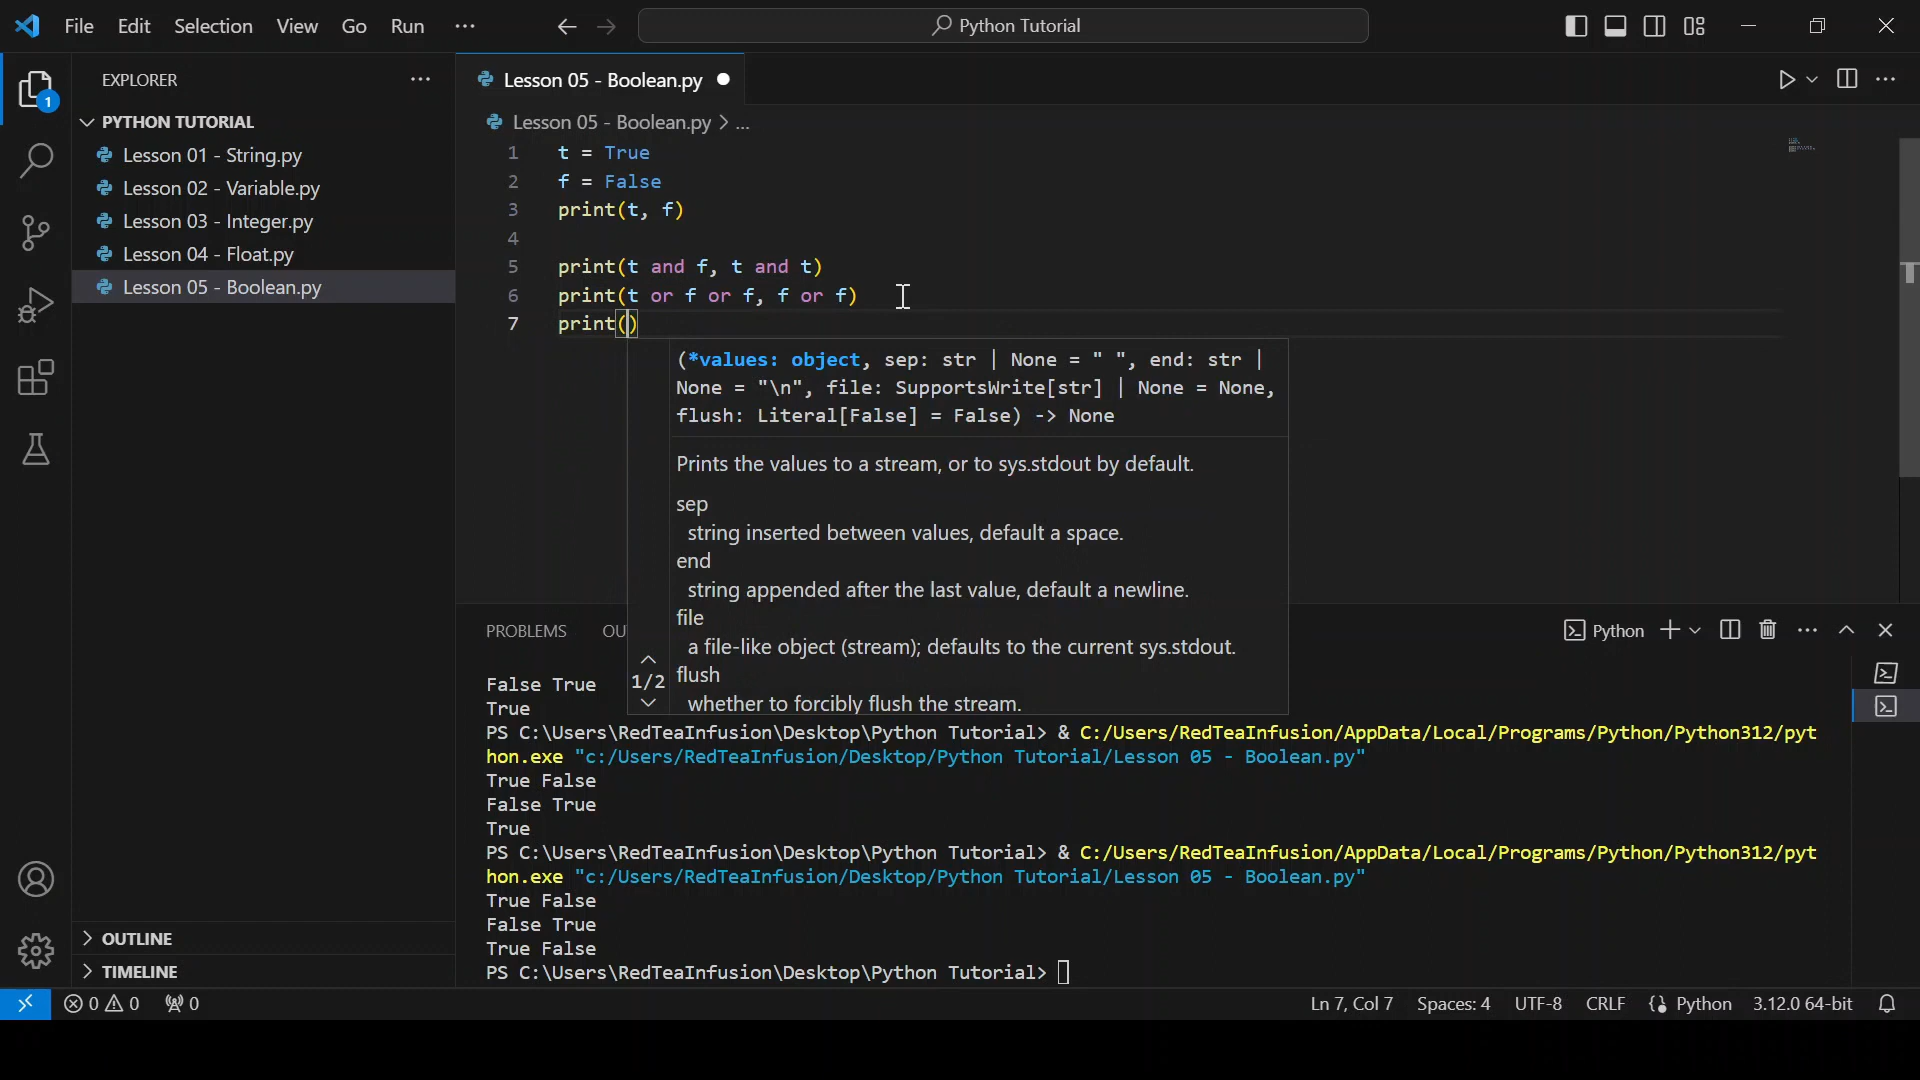 File Edit Selection View Go Run ··· Python Tutorial
EXPLORER ···
PYTHON TUTORIAL
Lesson 01 - String.py
Lesson 02 - Variable.py
Lesson 03 - Integer.py
Lesson 04 - Float.py
Lesson 05 - Boolean.py
OUTLINE
TIMELINE
1
Lesson 05 - Boolean.py
Lesson 05 - Boolean.py > ...
1 t = True
2 f = False
3 print(t, f)
4
5 print(t and f, t and t)
6 print(t or f or f, f or f)
7 print()
(*values: object, sep: str | None = " ", end: str |
None = "\n", file: SupportsWrite[str] | None = None,
flush: Literal[False] = False) -> None
Prints the values to a stream, or to sys.stdout by default.
sep
string inserted between values, default a space.
end
string appended after the last value, default a newline.
file
a file-like object (stream); defaults to the current sys.stdout.
flush
whether to forcibly flush the stream.
1/2
PROBLEMS OU Python
False True
True
PS C:\Users\RedTeaInfusion\Desktop\Python Tutorial> & C:/Users/RedTeaInfusion/AppData/Local/Programs/Python/Python312/pyt
hon.exe "c:/Users/RedTeaInfusion/Desktop/Python Tutorial/Lesson 05 - Boolean.py"
True False
False True
True
PS C:\Users\RedTeaInfusion\Desktop\Python Tutorial> & C:/Users/RedTeaInfusion/AppData/Local/Programs/Python/Python312/pyt
hon.exe "c:/Users/RedTeaInfusion/Desktop/Python Tutorial/Lesson 05 - Boolean.py"
True False
False True
True False
PS C:\Users\RedTeaInfusion\Desktop\Python Tutorial>
0 0 0 Ln 7, Col 7 Spaces: 4 UTF-8 CRLF Python 3.12.0 64-bit